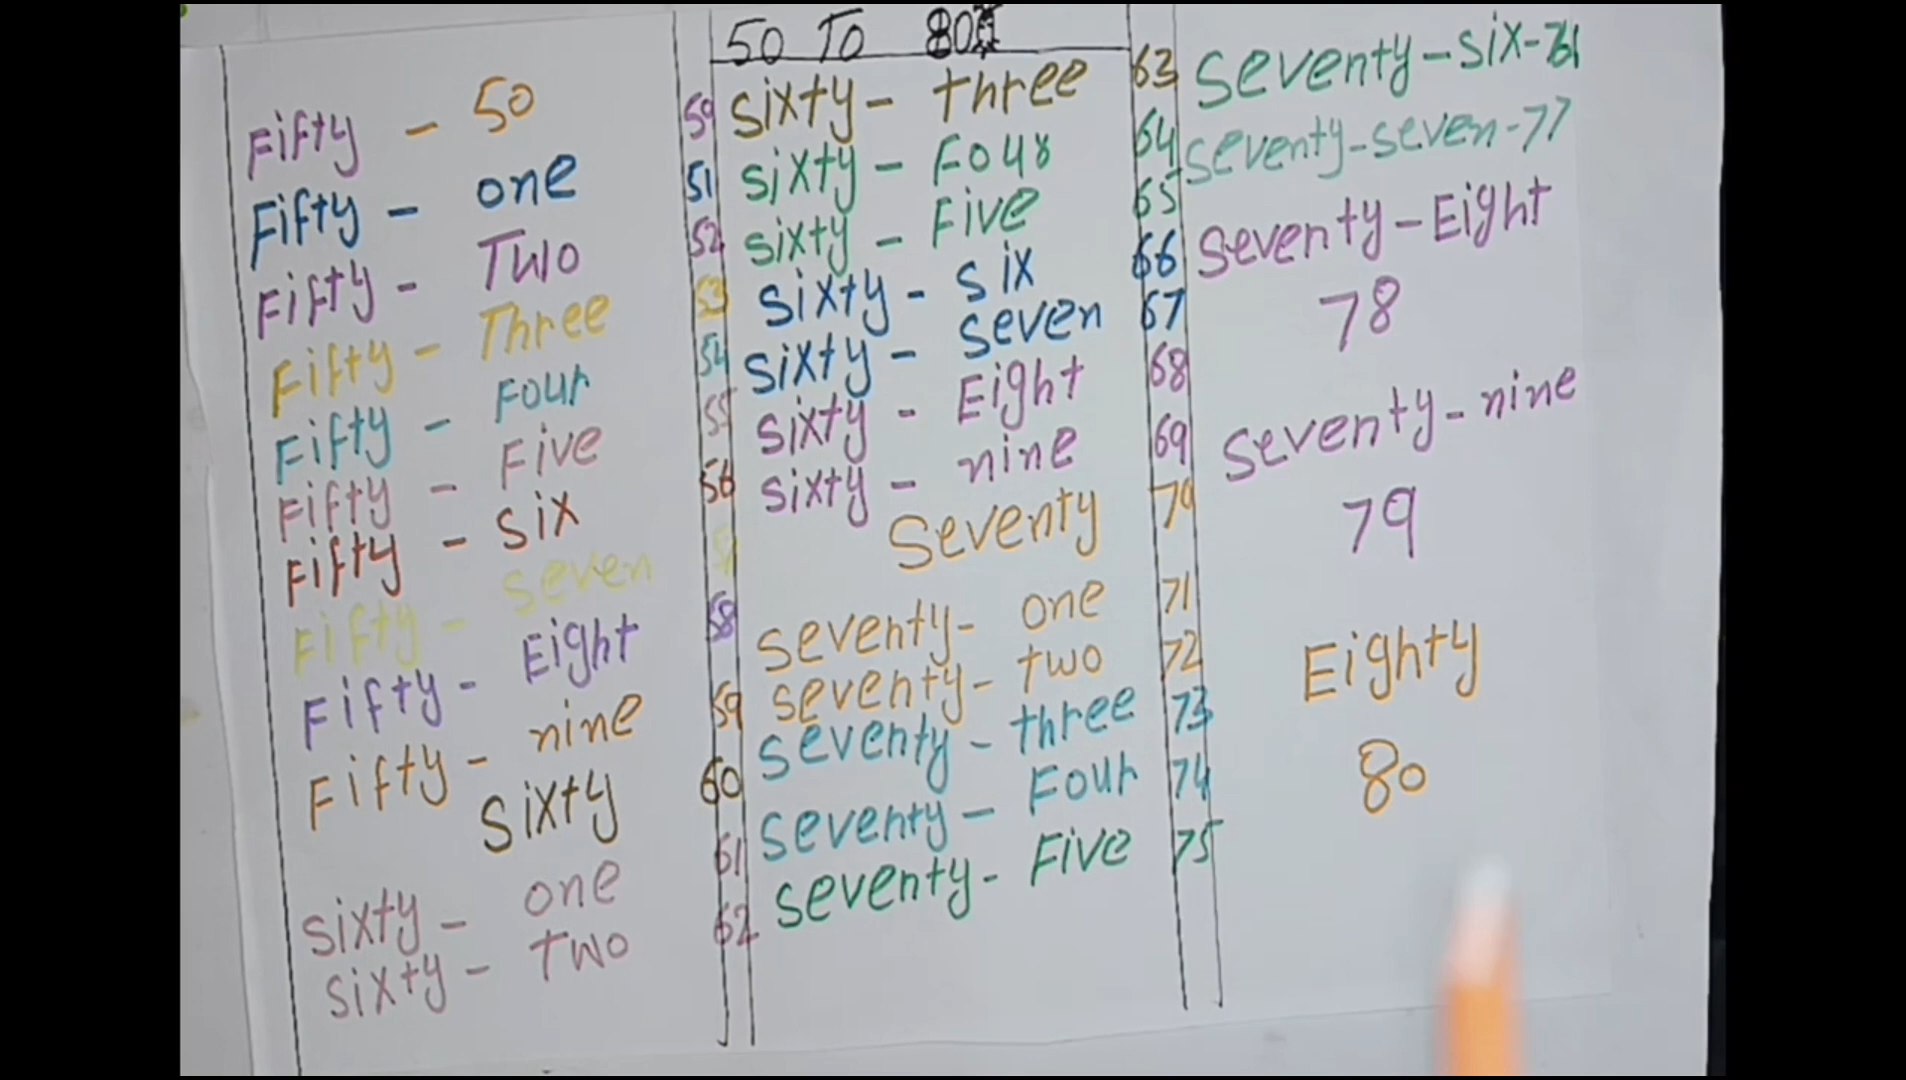 50 TO 80
Fifty - 50 50
Fifty - one 51
Fifty - Two 52
Fifty - Three 53
Fifty - Four 54
Fifty - Five 55
Fifty - six 56
Fifty - seven
Fifty - Eight 58
Fifty - nine 59
Sixty 60
sixty - one 61
sixty - Two 62
sixty - three 63
sixty - Four 64
sixty - Five 65
sixty - six 66
sixty - seven 67
sixty - Eight 68
sixty - nine 69
Seventy 70
seventy - one 71
seventy - two 72
seventy - three 73
seventy - Four 74
seventy - Five 75
seventy - six - 76
seventy - seven - 77
seventy - Eight
78
seventy - nine
79
Eighty
80